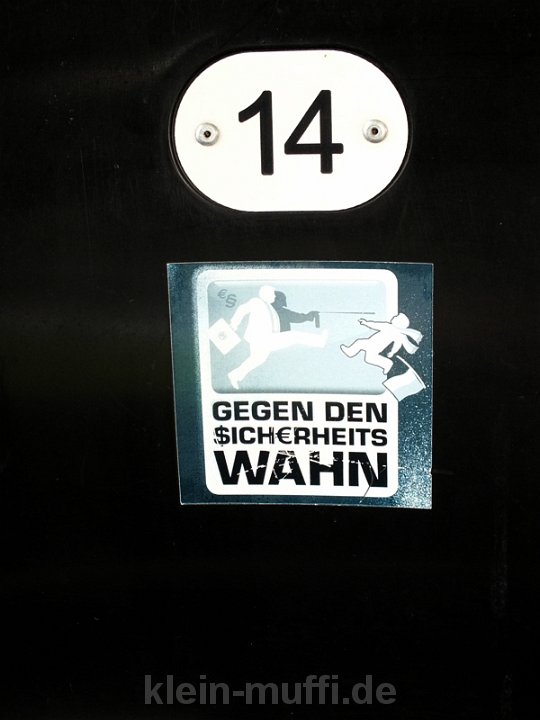 14
€§
GEGEN DEN
$ICH€RHEITS
WAHN
klein-muffi.de